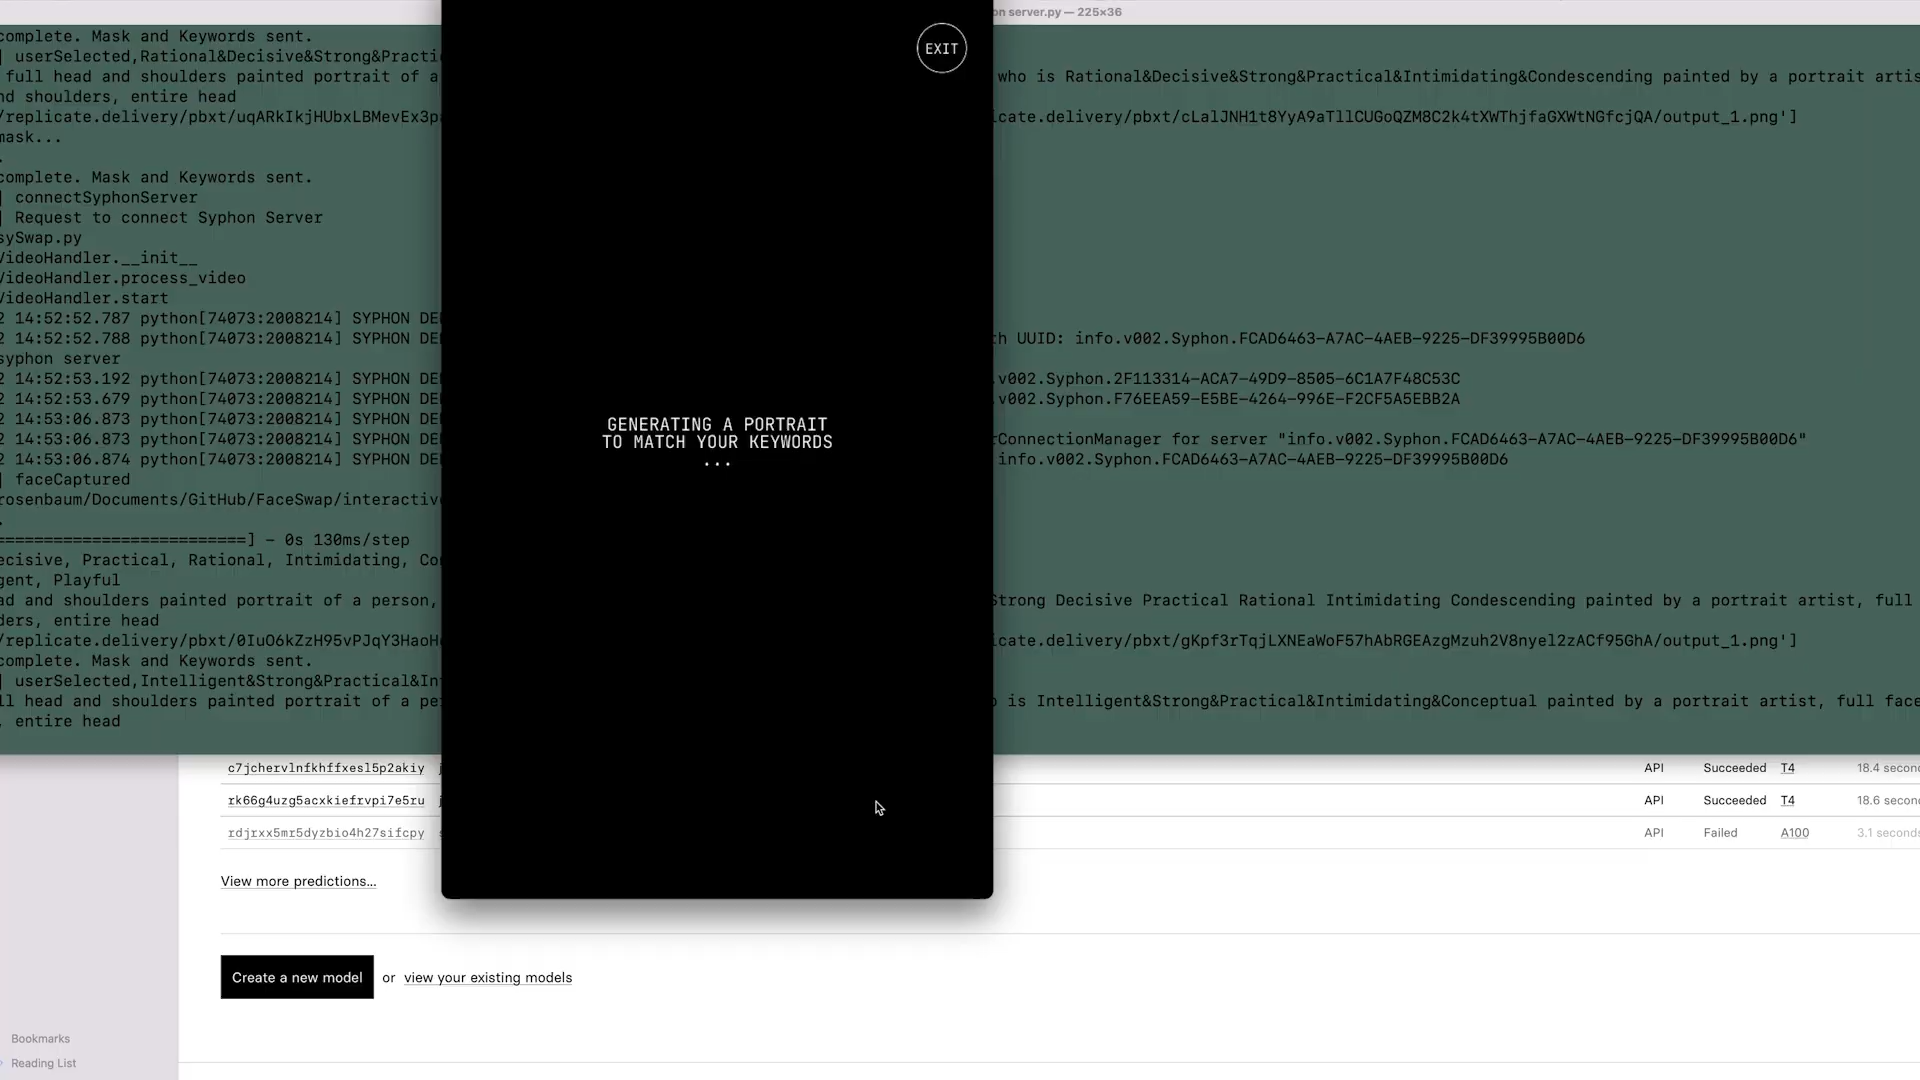 on server.py — 225×36
complete. Mask and Keywords sent.
| userSelected,Rational&Decisive&Strong&Practi
full head and shoulders painted portrait of a who is Rational&Decisive&Strong&Practical&Intimidating&Condescending painted by a portrait artis
nd shoulders, entire head
/replicate.delivery/pbxt/uqARkIkjHUbxLBMevEx3p icate.delivery/pbxt/cLalJNH1t8YyA9aTllCUGoQZM8C2k4tXWThjfaGXWtNGfcjQA/output_1.png']
mask...
.
complete. Mask and Keywords sent.
| connectSyphonServer
| Request to connect Syphon Server
sySwap.py
VideoHandler.__init__
VideoHandler.process_video
VideoHandler.start
2 14:52:52.787 python[74073:2008214] SYPHON DE
2 14:52:52.788 python[74073:2008214] SYPHON DE th UUID: info.v002.Syphon.FCAD6463-A7AC-4AEB-9225-DF39995B00D6
syphon server
2 14:52:53.192 python[74073:2008214] SYPHON DE .v002.Syphon.2F113314-ACA7-49D9-8505-6C1A7F48C53C
2 14:52:53.679 python[74073:2008214] SYPHON DE .v002.Syphon.F76EEA59-E5BE-4264-996E-F2CF5A5EBB2A
2 14:53:06.873 python[74073:2008214] SYPHON DE
2 14:53:06.873 python[74073:2008214] SYPHON DE rConnectionManager for server "info.v002.Syphon.FCAD6463-A7AC-4AEB-9225-DF39995B00D6"
2 14:53:06.874 python[74073:2008214] SYPHON DE info.v002.Syphon.FCAD6463-A7AC-4AEB-9225-DF39995B00D6
| faceCaptured
rosenbaum/Documents/GitHub/FaceSwap/interactiv
.
==========================] - 0s 130ms/step
ecisive, Practical, Rational, Intimidating, Co
gent, Playful
ad and shoulders painted portrait of a person, Strong Decisive Practical Rational Intimidating Condescending painted by a portrait artist, full
ders, entire head
/replicate.delivery/pbxt/0IuO6kZzH95vPJqY3HaoH icate.delivery/pbxt/gKpf3rTqjLXNEaWoF57hAbRGEAzgMzuh2V8nyel2zACf95GhA/output_1.png']
complete. Mask and Keywords sent.
| userSelected,Intelligent&Strong&Practical&In
ll head and shoulders painted portrait of a pe o is Intelligent&Strong&Practical&Intimidating&Conceptual painted by a portrait artist, full face
, entire head
EXIT
GENERATING A PORTRAIT
TO MATCH YOUR KEYWORDS
...
c7jchervlnfkhffxesl5p2akiy j API Succeeded T4 18.4 secon
rk66g4uzg5acxkiefrvpi7e5ru j API Succeeded T4 18.6 secon
rdjrxx5mr5dyzbio4h27sifcpy s API Failed A100 3.1 seconds
View more predictions...
Create a new model or view your existing models
Bookmarks
Reading List